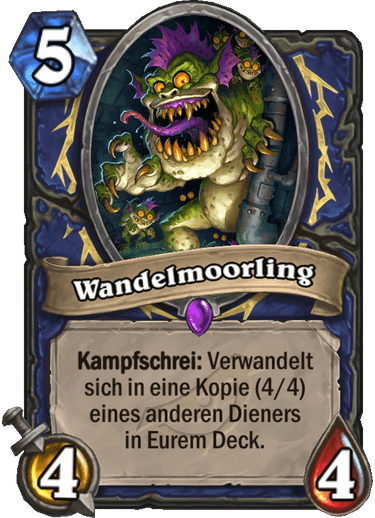 5
Wandelmoorling
Kampfschrei: Verwandelt
sich in eine Kopie (4/4)
eines anderen Dieners
in Eurem Deck.
4
4